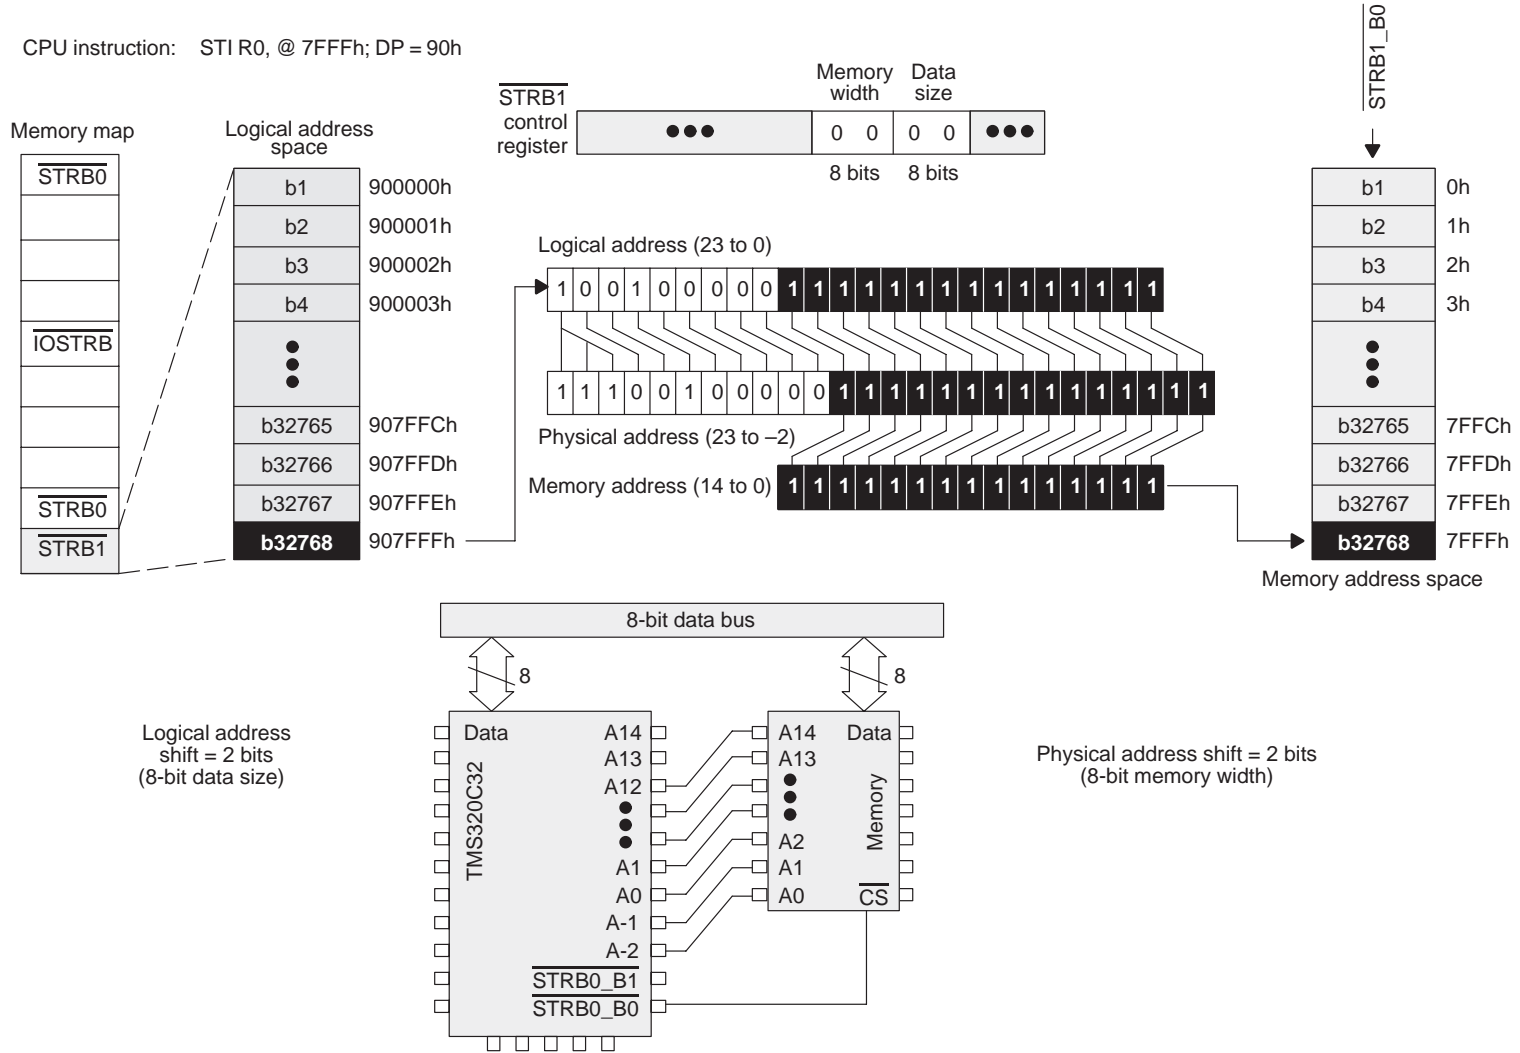 CPU instruction: STI R0, @ 7FFFh; DP = 90h
STRB1_B0
Memory width
Data size
STRB1 control register
●●● 0 0 0 0 ●●●
8 bits 8 bits
Memory map
STRB0
IOSTRB
STRB0
STRB1
Logical address space
b1 900000h
b2 900001h
b3 900002h
b4 900003h
b32765 907FFCh
b32766 907FFDh
b32767 907FFEh
b32768 907FFFh
Logical address (23 to 0)
1 0 0 1 0 0 0 0 0 1 1 1 1 1 1 1 1 1 1 1 1 1 1 1
1 1 1 0 0 1 0 0 0 0 0 1 1 1 1 1 1 1 1 1 1 1 1 1 1 1
Physical address (23 to –2)
Memory address (14 to 0) 1 1 1 1 1 1 1 1 1 1 1 1 1 1 1
b1 0h
b2 1h
b3 2h
b4 3h
b32765 7FFCh
b32766 7FFDh
b32767 7FFEh
b32768 7FFFh
Memory address space
8-bit data bus
8
8
Logical address
shift = 2 bits
(8-bit data size)
TMS320C32
Data
A14
A13
A12
A1
A0
A-1
A-2
STRB0_B1
STRB0_B0
A14 Data
A13
A2
A1
A0 CS
Memory
Physical address shift = 2 bits
(8-bit memory width)